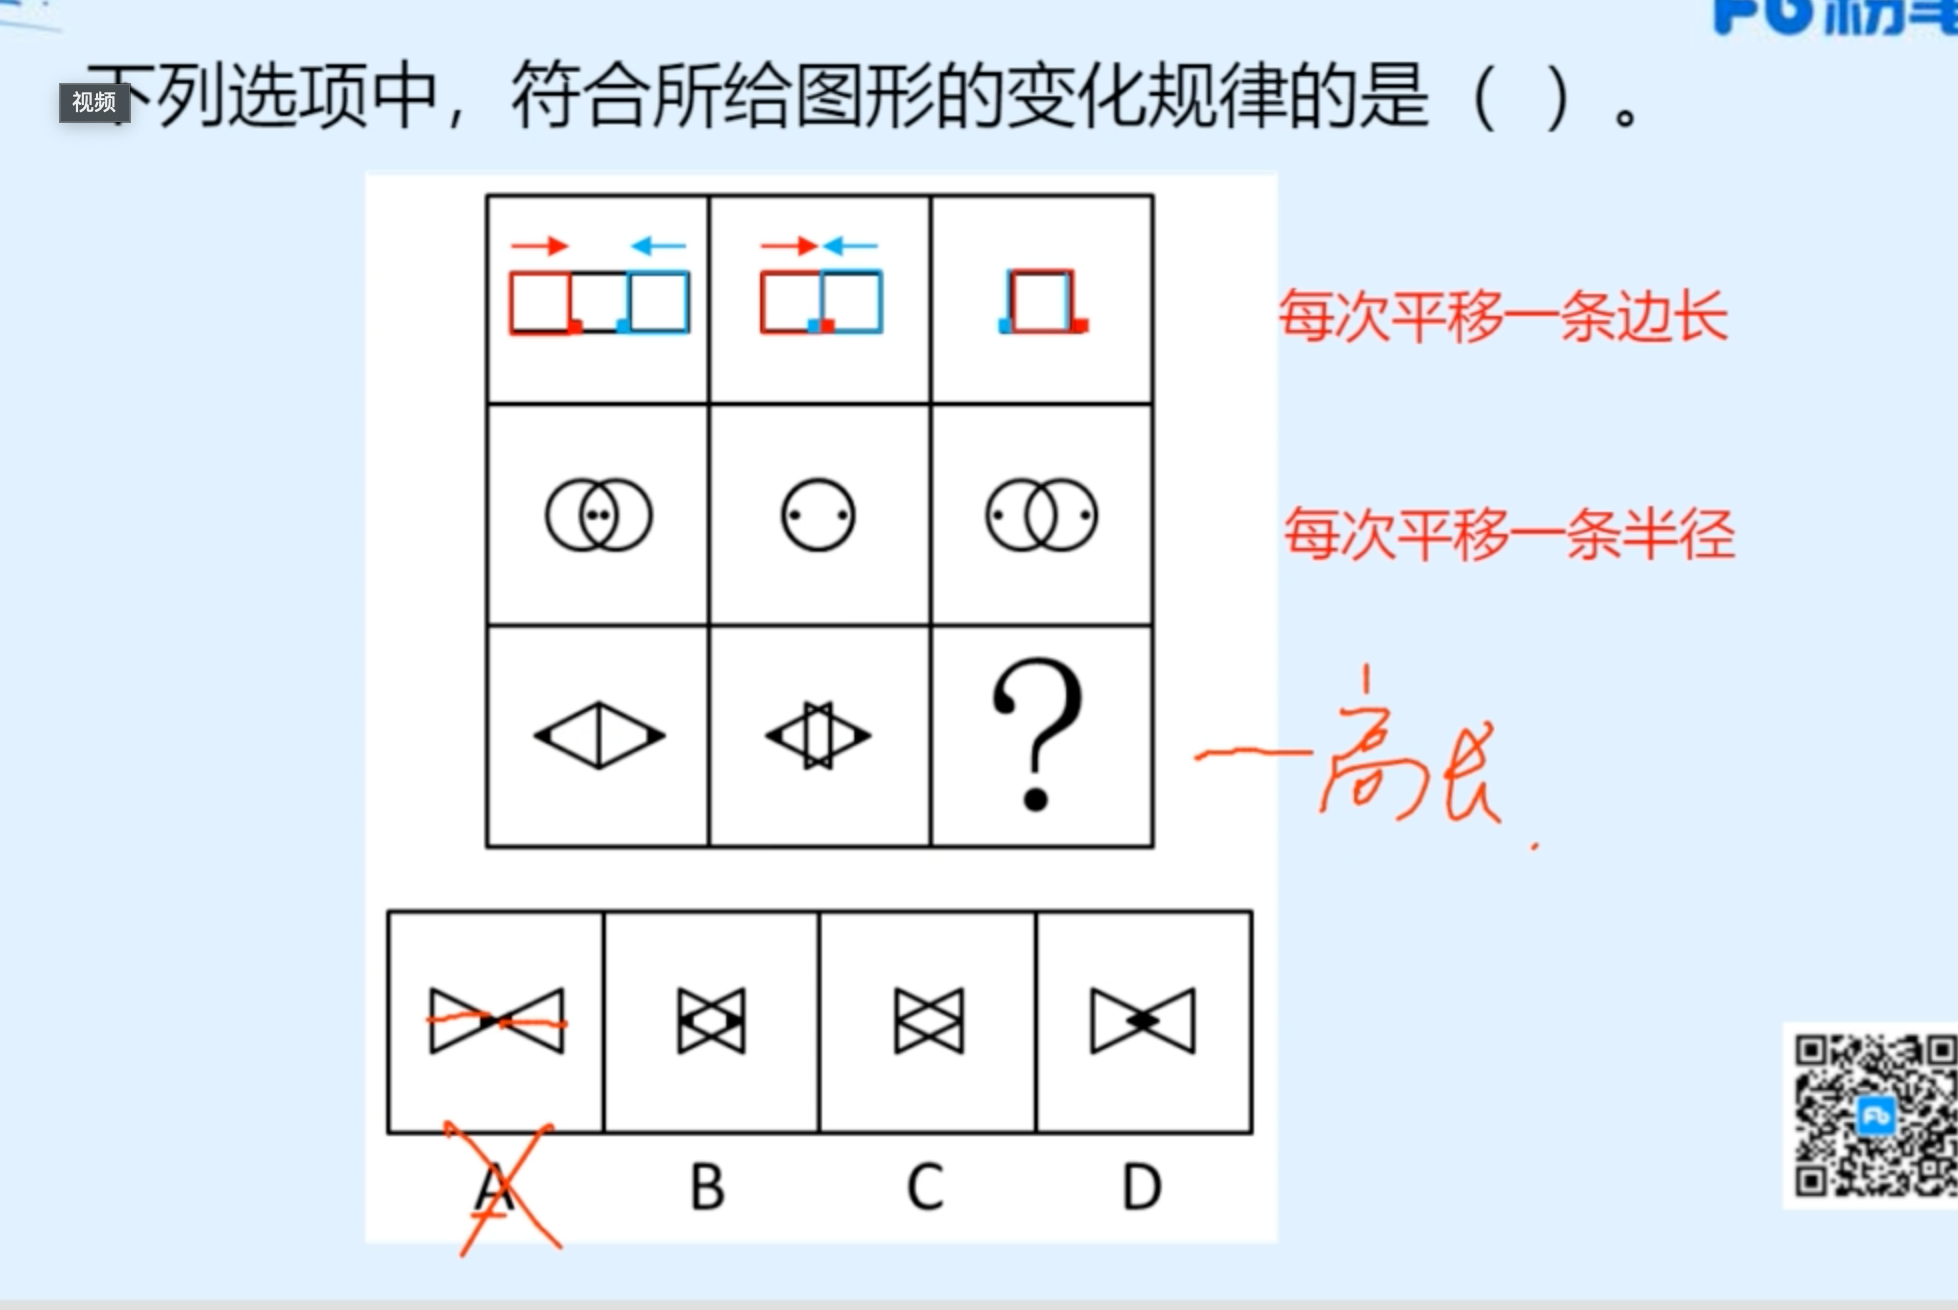 视频
下列选项中，符合所给图形的变化规律的是（ ）。
每次平移一条边长
每次平移一条半径
?
一高长
A B C D
Fb